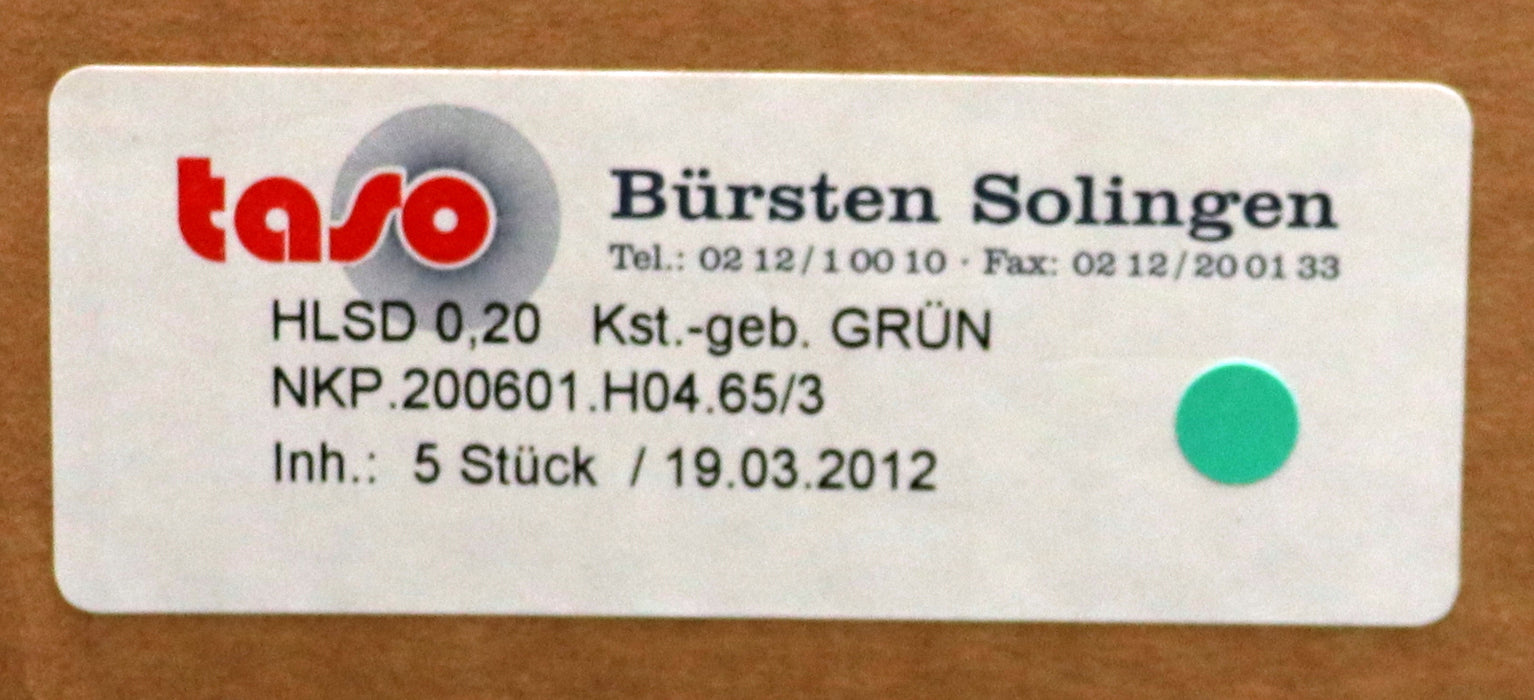 taso
Bürsten Solingen
Tel.: 02 12/1 00 10 · Fax: 02 12/20 01 33
HLSD 0,20 Kst.-geb. GRÜN
NKP.200601.H04.65/3
Inh.: 5 Stück / 19.03.2012